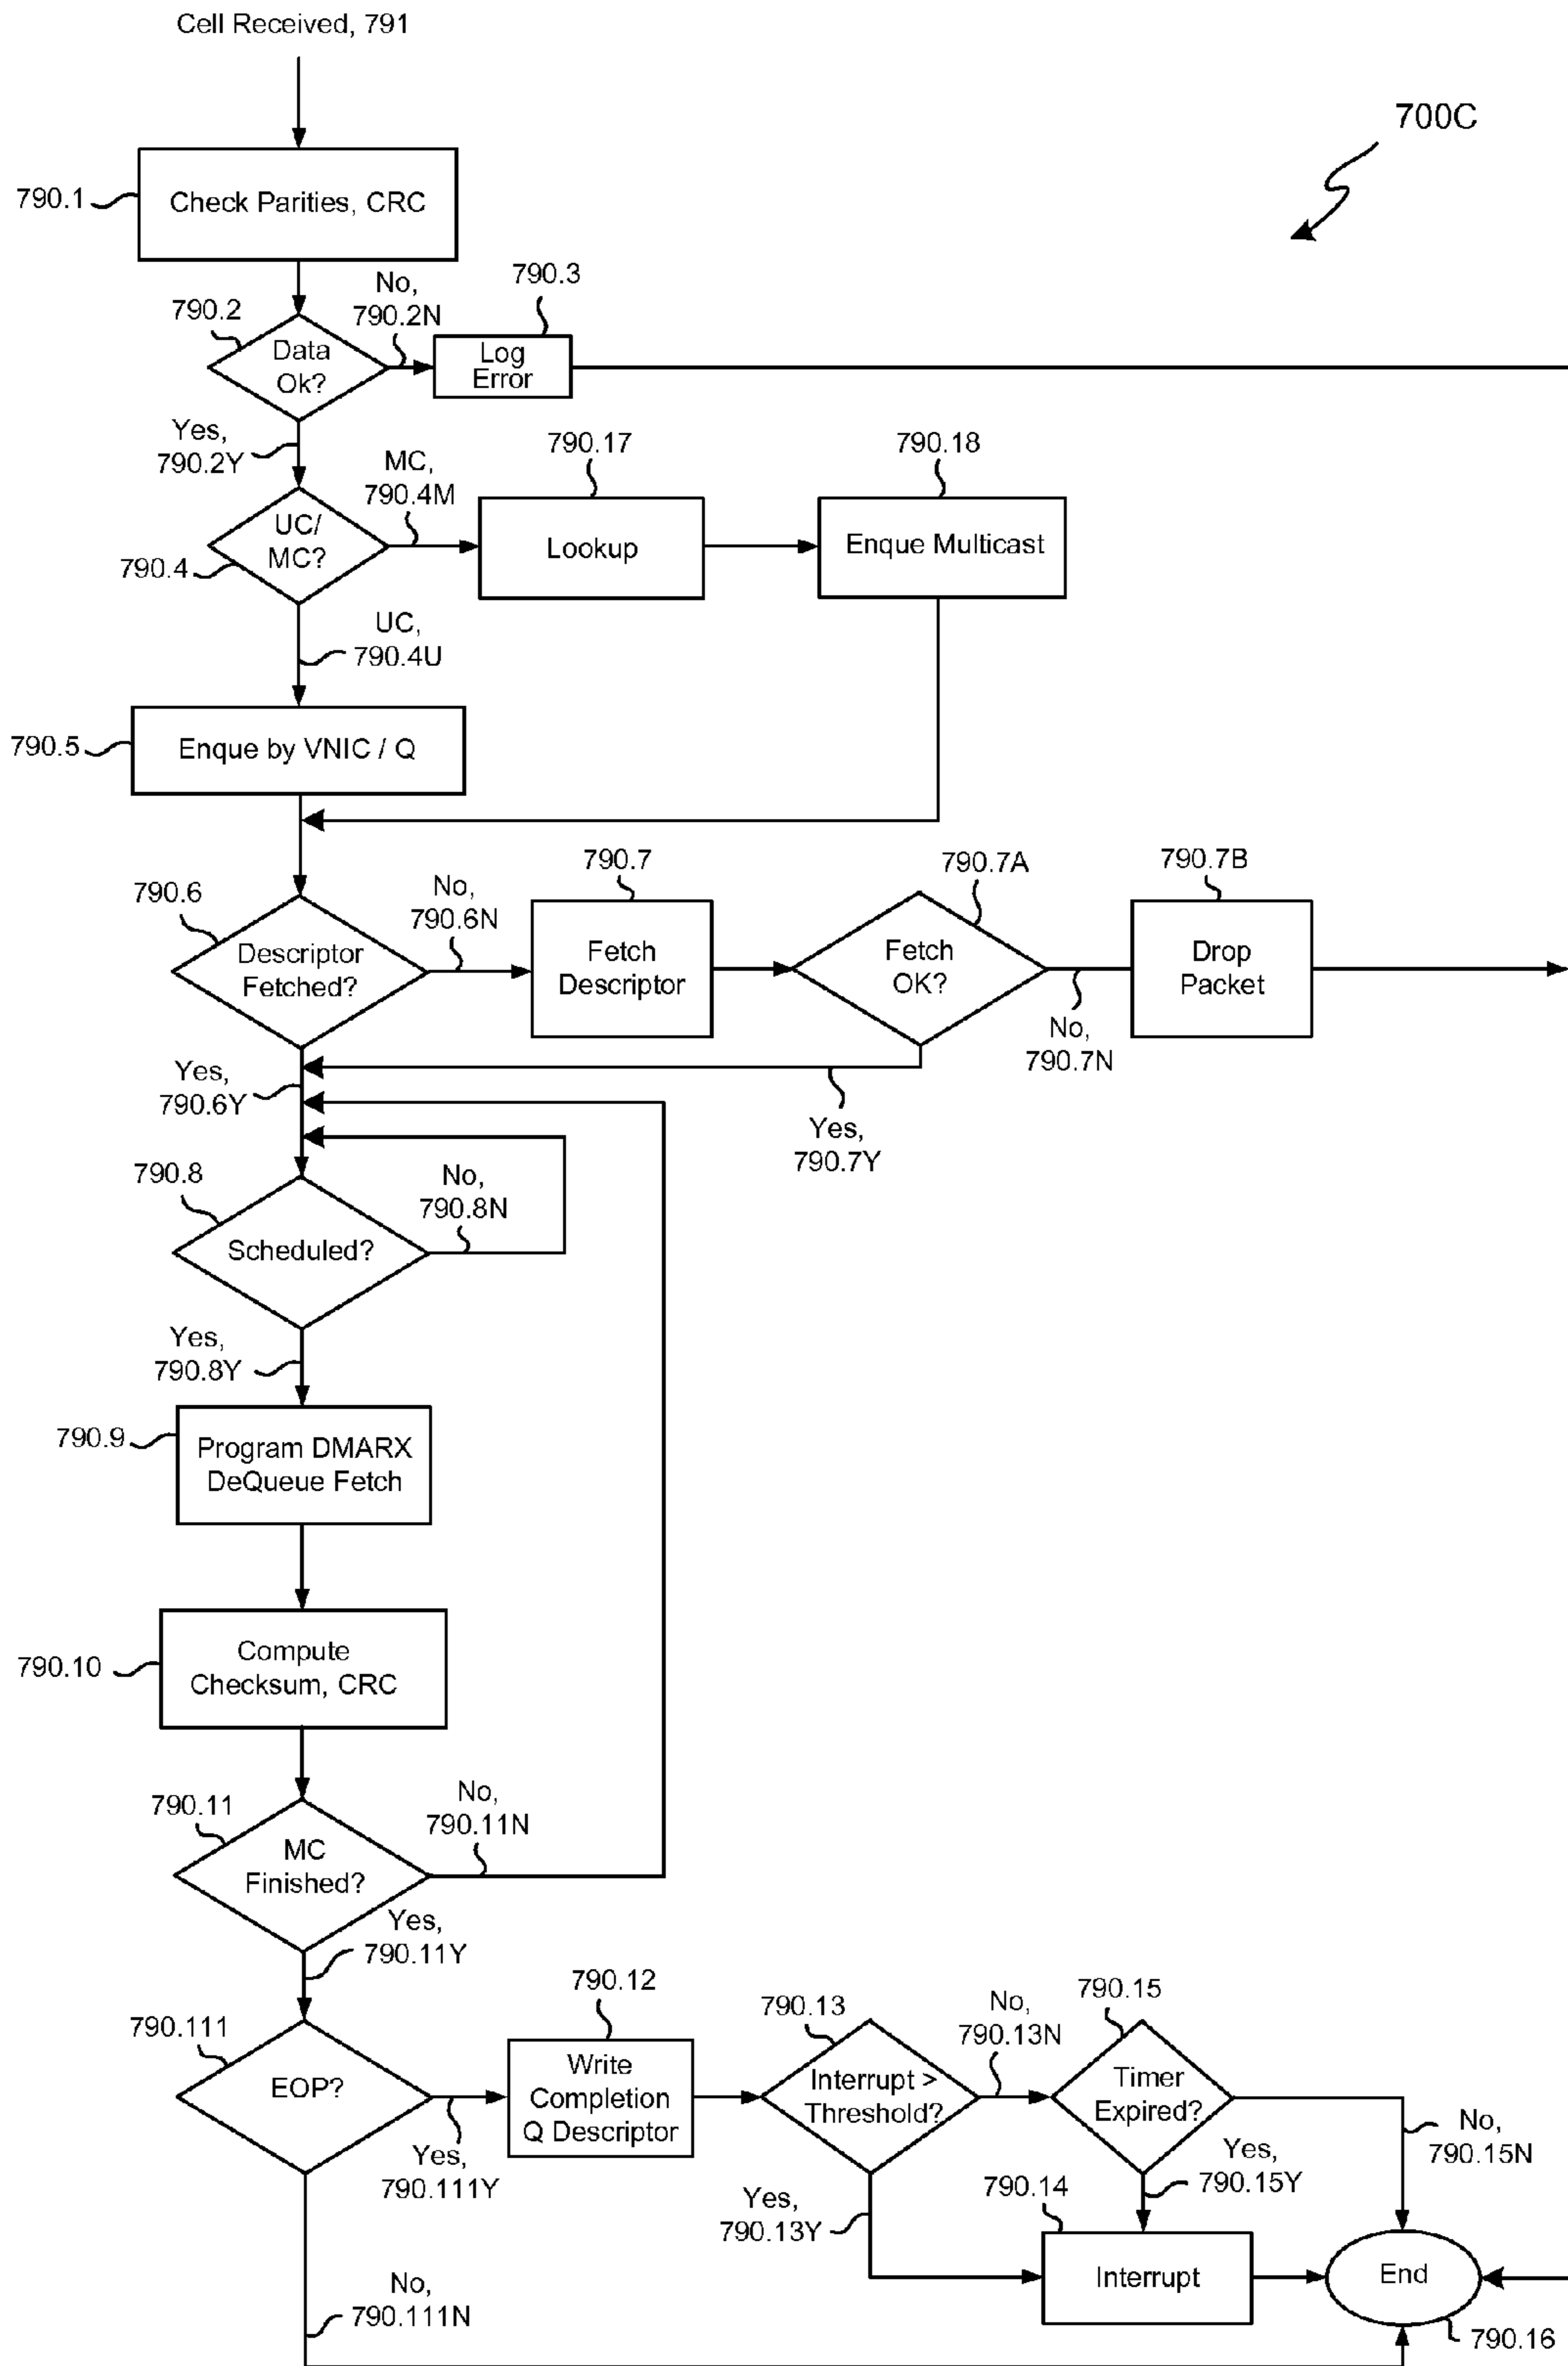 Cell Received, 791
700C
790.1
Check Parities, CRC
790.2
No,
790.2N
790.3
Data
Ok?
Log
Error
Yes,
790.2Y
MC,
790.4M
790.17
790.18
UC/
MC?
790.4
Lookup
Enque Multicast
UC,
790.4U
790.5
Enque by VNIC / Q
790.6
No,
790.6N
790.7
790.7A
790.7B
Descriptor
Fetched?
Fetch
Descriptor
Fetch
OK?
Drop
Packet
No,
790.7N
Yes,
790.6Y
Yes,
790.7Y
790.8
No,
790.8N
Scheduled?
Yes,
790.8Y
790.9
Program DMARX
DeQueue Fetch
790.10
Compute
Checksum, CRC
790.11
No,
790.11N
MC
Finished?
Yes,
790.11Y
790.111
790.12
790.13
No,
790.13N
790.15
EOP?
Write
Completion
Q Descriptor
Interrupt >
Threshold?
Timer
Expired?
Yes,
790.111Y
Yes,
790.13Y
790.14
Yes,
790.15Y
No,
790.15N
Interrupt
End
No,
790.111N
790.16